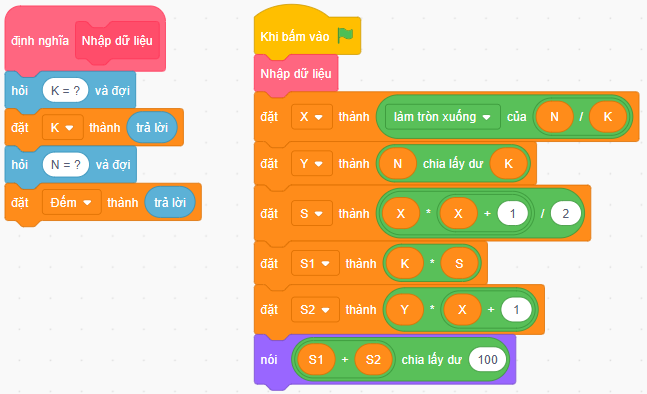 định nghĩa Nhập dữ liệu
hỏi K = ? và đợi
đặt K thành trả lời
hỏi N = ? và đợi
đặt Đếm thành trả lời
Khi bấm vào
Nhập dữ liệu
đặt X thành làm tròn xuống của N / K
đặt Y thành N chia lấy dư K
đặt S thành X * X + 1 / 2
đặt S1 thành K * S
đặt S2 thành Y * X + 1
nói S1 + S2 chia lấy dư 100